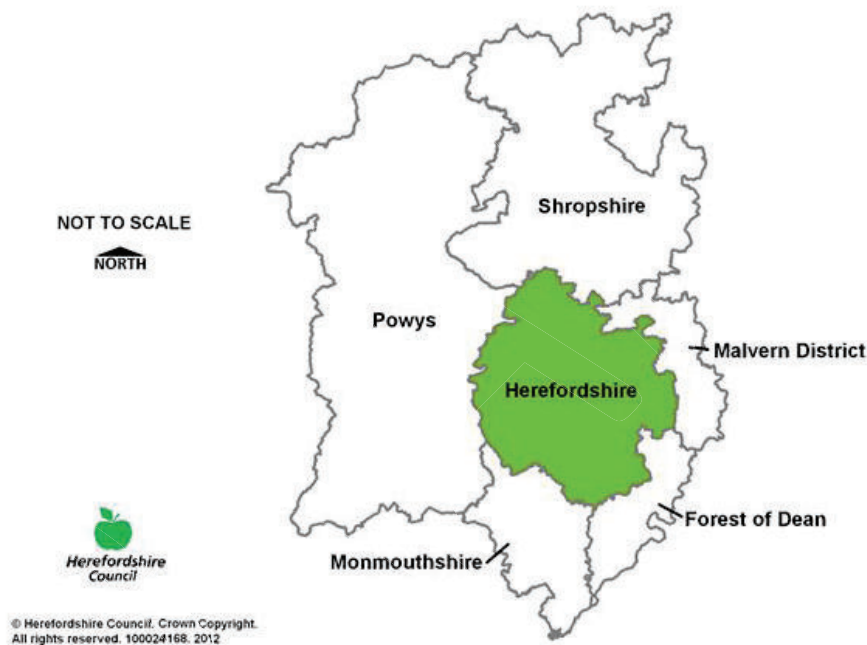 Shropshire
NOT TO SCALE
NORTH
Powys
Malvern District
Herefordshire
Forest of Dean
Monmouthshire
Herefordshire
Council
© Herefordshire Council. Crown Copyright.
All rights reserved. 100024168. 2012